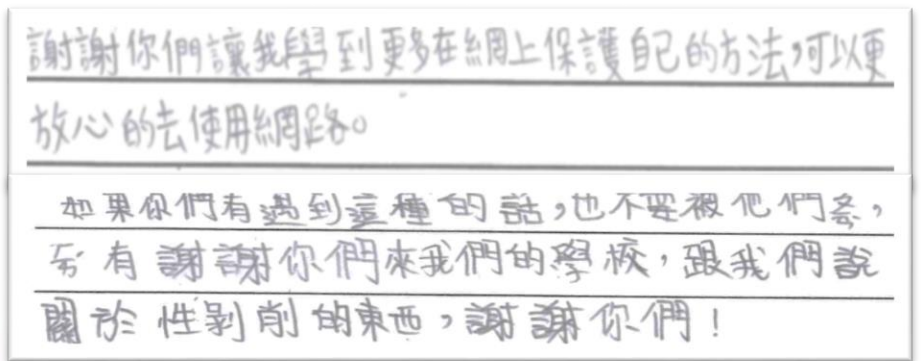 謝謝你們讓我學到更多在網上保護自己的方法,可以更
放心的去使用網路。
如果你們有遇到這種的話,也不要被他們
有謝謝你們來我們的學校,跟我們說
關於性剝削的東西,謝謝你們!